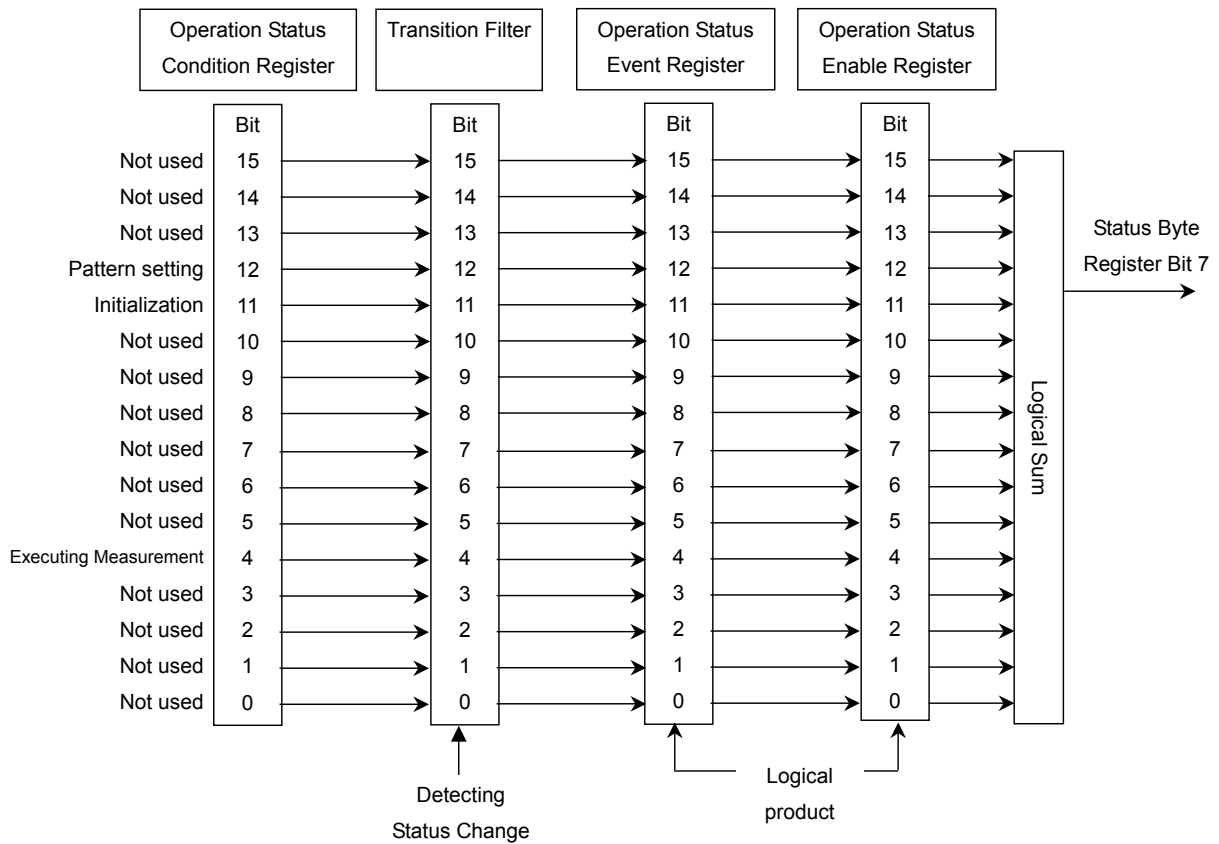 Operation Status
Condition Register
Transition Filter
Operation Status
Event Register
Operation Status
Enable Register
Bit Bit Bit Bit
Not used 15 15 15 15
Not used 14 14 14 14
Not used 13 13 13 13
Pattern setting 12 12 12 12
Initialization 11 11 11 11
Not used 10 10 10 10
Not used 9 9 9 9
Not used 8 8 8 8
Not used 7 7 7 7
Not used 6 6 6 6
Not used 5 5 5 5
Executing Measurement 4 4 4 4
Not used 3 3 3 3
Not used 2 2 2 2
Not used 1 1 1 1
Not used 0 0 0 0
Logical Sum
Status Byte
Register Bit 7
Detecting
Status Change
Logical
product